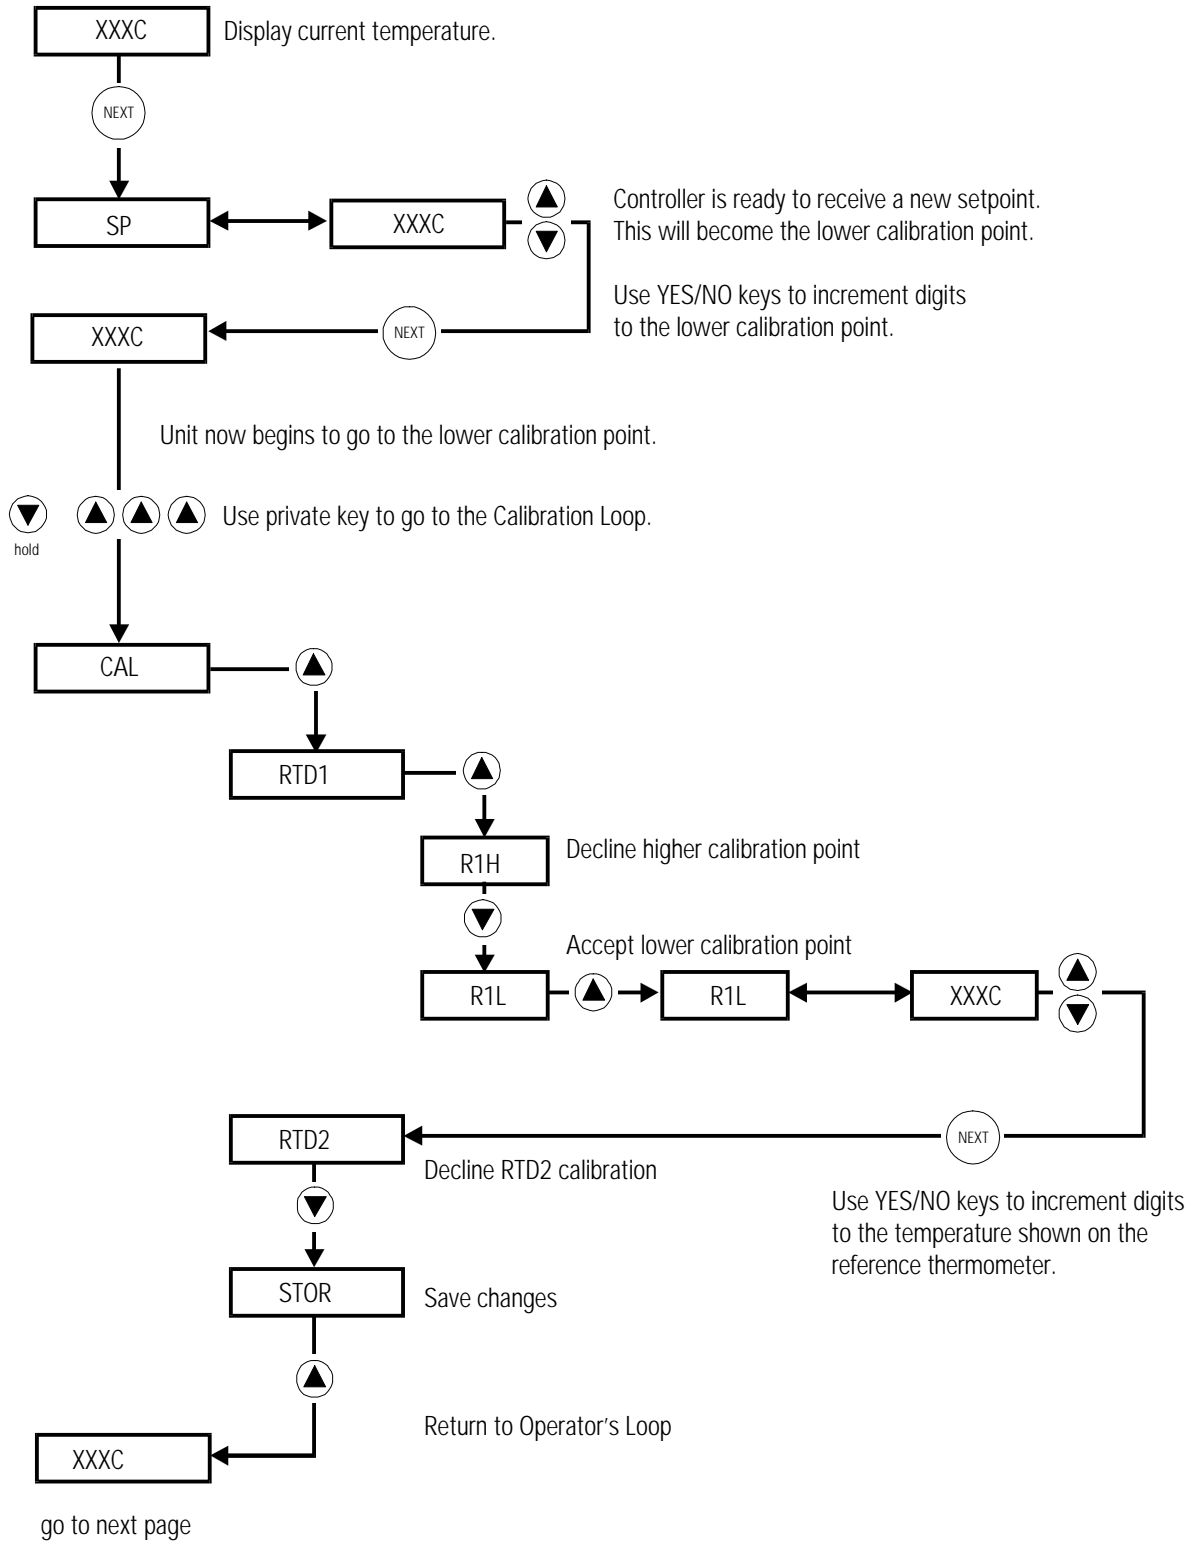 XXXC
Display current temperature.
NEXT
SP
XXXC
Controller is ready to receive a new setpoint.
This will become the lower calibration point.
Use YES/NO keys to increment digits
to the lower calibration point.
XXXC
NEXT
Unit now begins to go to the lower calibration point.
Use private key to go to the Calibration Loop.
hold
CAL
RTD1
R1H
Decline higher calibration point
Accept lower calibration point
R1L
R1L
XXXC
RTD2
NEXT
Decline RTD2 calibration
Use YES/NO keys to increment digits
to the temperature shown on the
reference thermometer.
STOR
Save changes
Return to Operator's Loop
XXXC
go to next page